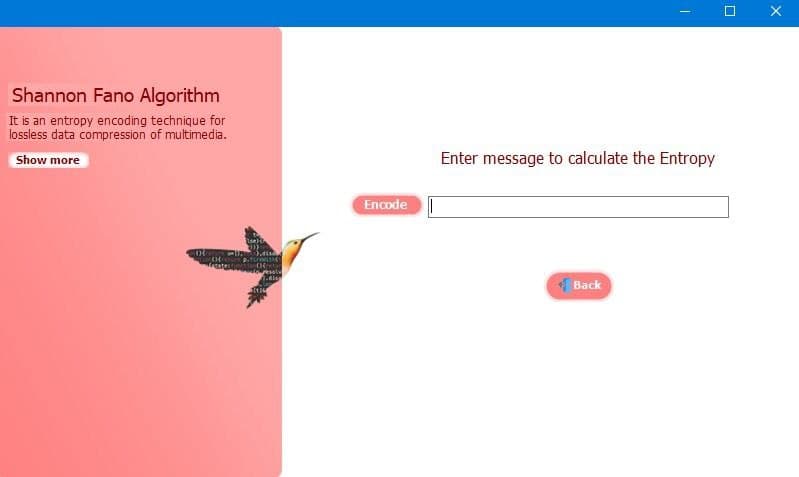 Shannon Fano Algorithm
It is an entropy encoding technique for
lossless data compression of multimedia.
Show more
Enter message to calculate the Entropy
Encode
Back